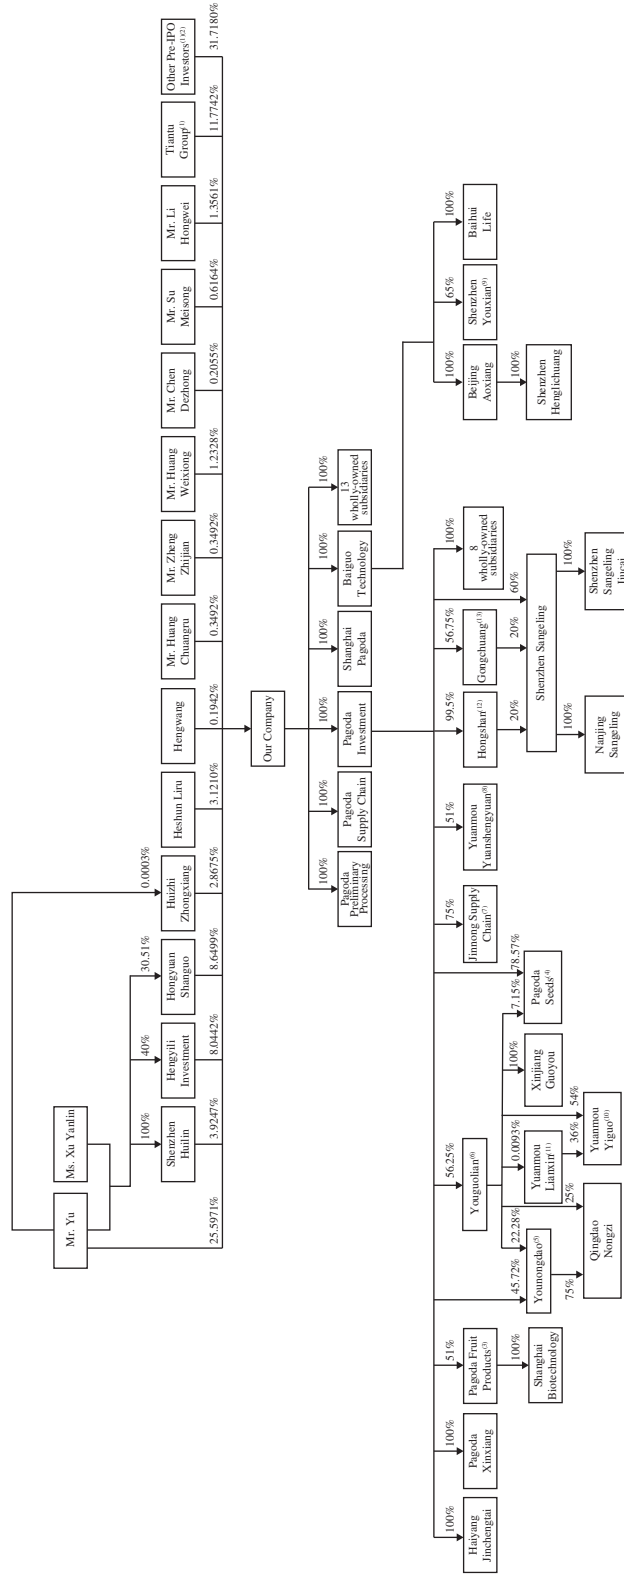 Mr. Yu
Ms. Xu Yanlin
100%
40%
30.51%
0.0003%
Shenzhen
Huilin
Hengyili
Investment
Hongyuan
Shanguo
Huizhi
Zhongxiang
Heshun Liru
Hengwang
Mr. Huang
Chuangru
Mr. Zheng
Zhijian
Mr. Huang
Weixiong
Mr. Chen
Dezhong
Mr. Su
Meisong
Mr. Li
Hongwei
Tiantu
Group(1)
Other Pre-IPO
Investors(1)(2)
25.5971%
3.9247%
8.0442%
8.6499%
2.8675%
3.1210%
0.1942%
0.3492%
0.3492%
1.2328%
0.2055%
0.6164%
1.3561%
11.7742%
31.7180%
Our Company
100%
100%
100%
100%
100%
100%
Pagoda
Preliminary
Processing
Pagoda
Supply Chain
Pagoda
Investment
Shanghai
Pagoda
Baiguo
Technology
13
wholly-owned
subsidiaries
100%
100%
51%
45.72%
56.25%
78.57%
75%
51%
99.5%
56.75%
60%
100%
100%
65%
100%
Haiyang
Jinchengtai
Pagoda
Xinxiang
Pagoda Fruit
Products(3)
Youguolian(6)
Jinnong Supply
Chain(7)
Yuanmou
Yuanshengyuan(8)
Hongshan(12)
Gongchuang(13)
8
wholly-owned
subsidiaries
Beijing
Aoxiang
Shenzhen
Youxian(9)
Baihui
Life
100%
22.28%
0.0093%
100%
7.15%
20%
20%
100%
Shanghai
Biotechnology
Younongdao(5)
Yuanmou
Lianxin(11)
Xinjiang
Guoyou
Pagoda
Seeds(4)
Shenzhen Sangeling
Shenzhen
Henglichuang
75%
25%
36%
54%
100%
100%
Qingdao
Nongzi
Yuanmou
Yiguo(10)
Nanjing
Sangeling
Shenzhen
Sangeling
Jiucai